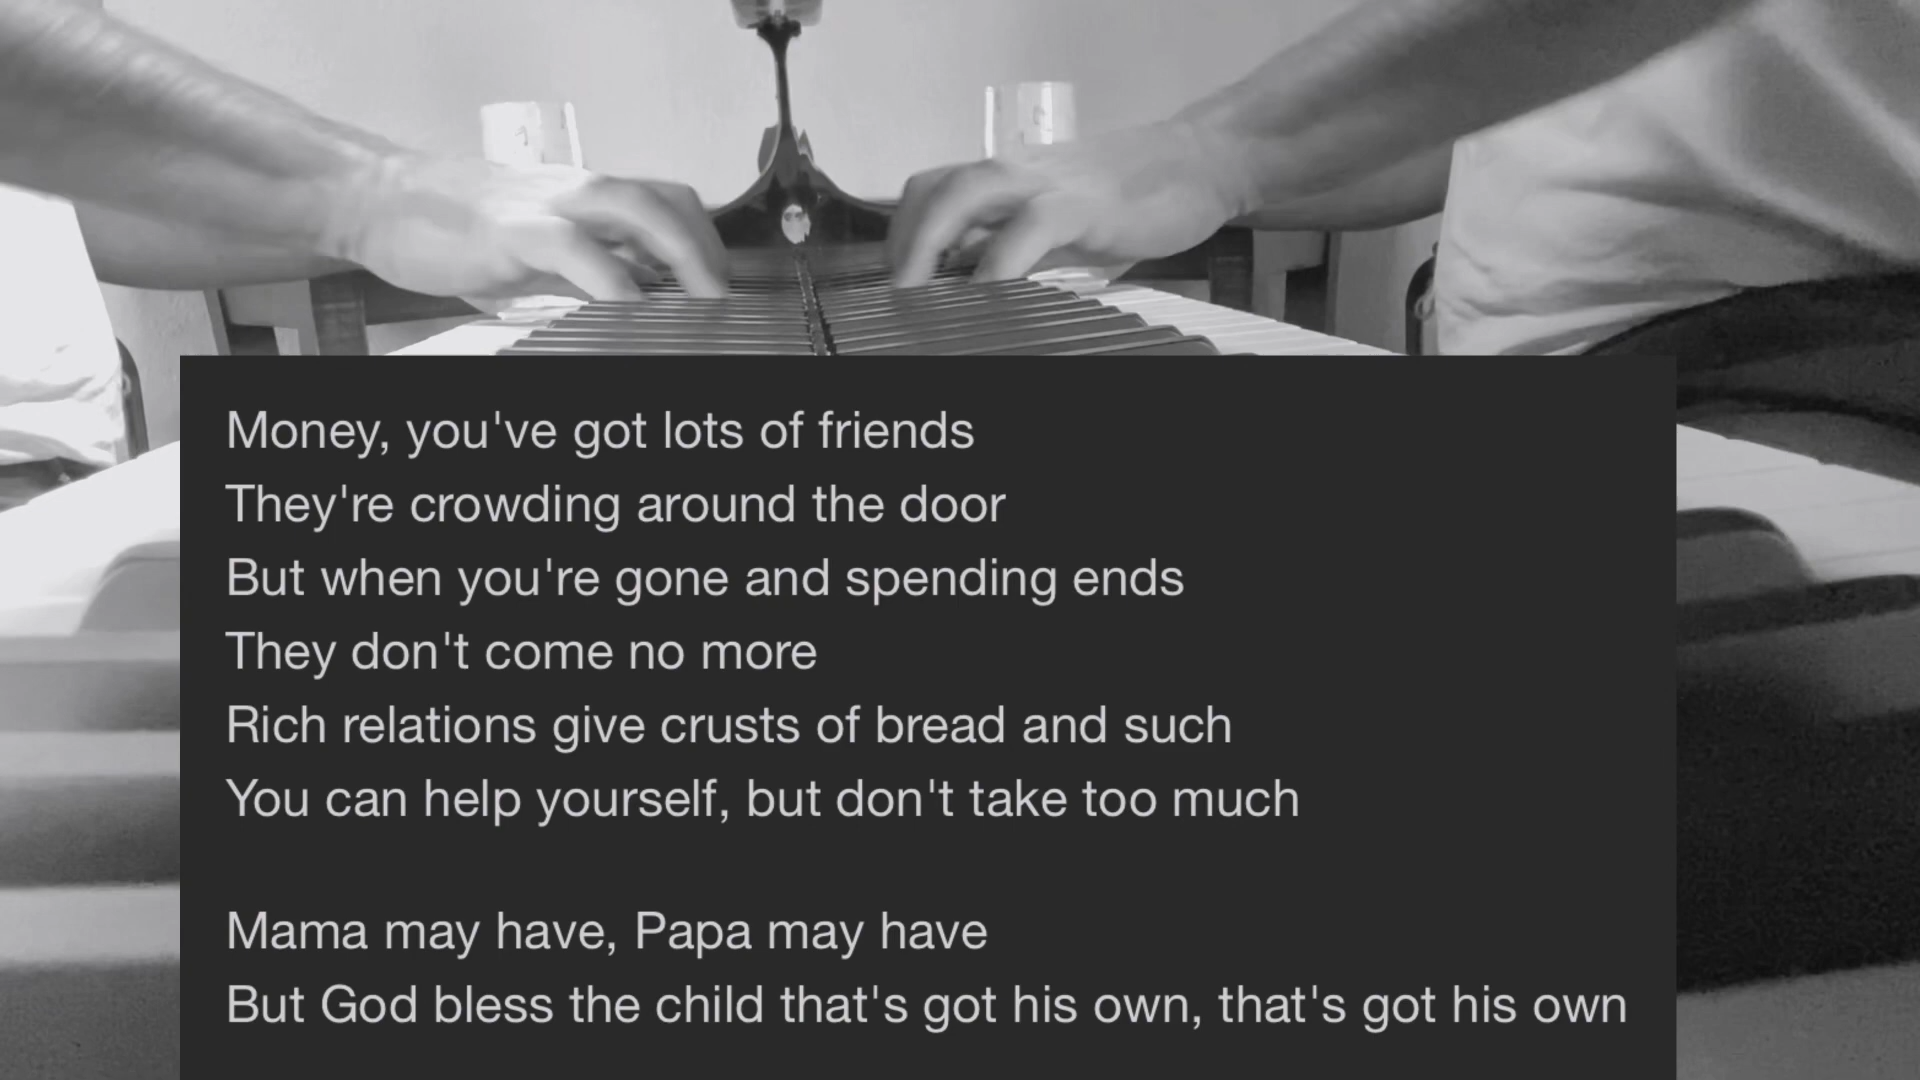 Money, you've got lots of friends
They're crowding around the door
But when you're gone and spending ends
They don't come no more
Rich relations give crusts of bread and such
You can help yourself, but don't take too much
Mama may have, Papa may have
But God bless the child that's got his own, that's got his own